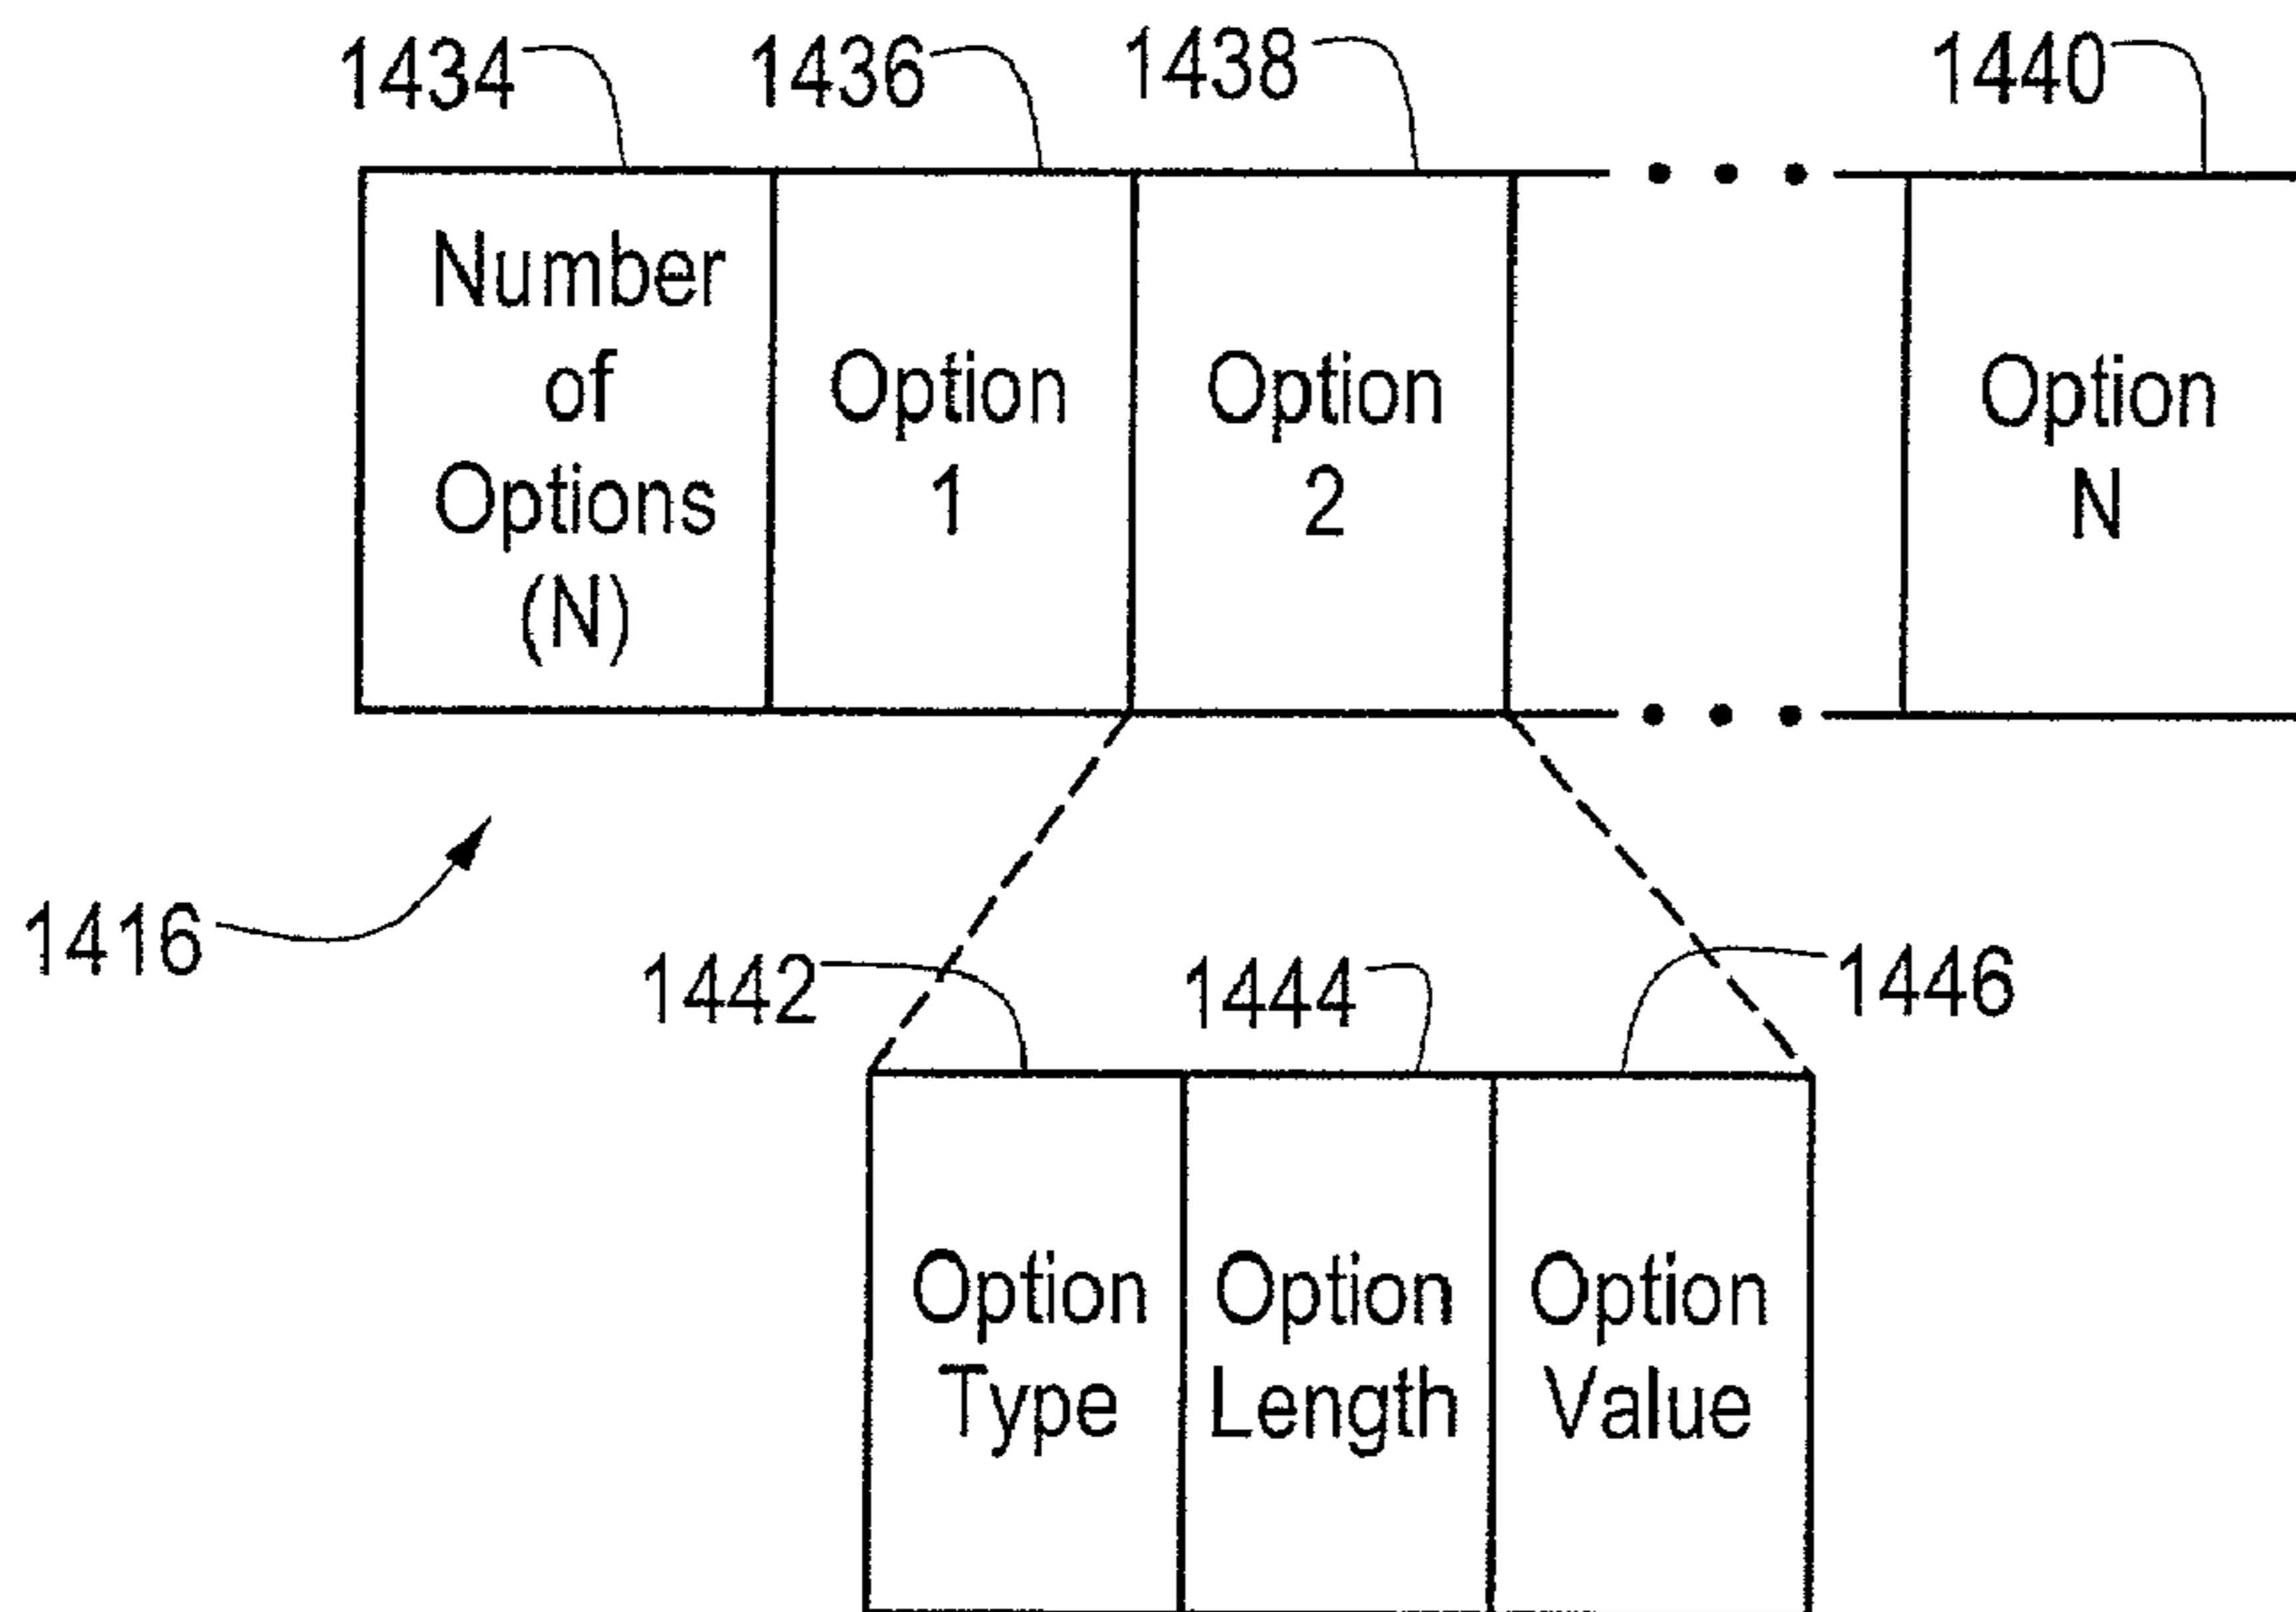 1434 1436 1438 1440
Number
of
Options
(N)
Option
1
Option
2
Option
N
1416
1442 1444 1446
Option
Type
Option
Length
Option
Value